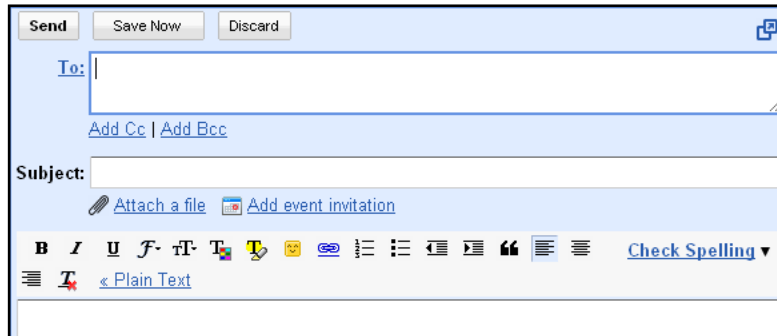 Send Save Now Discard
To:
Add Cc | Add Bcc
Subject:
Attach a file Add event invitation
B I U F T T T Check Spelling
T « Plain Text